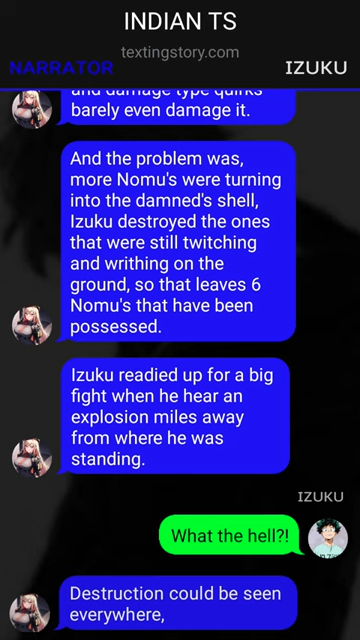 INDIAN TS
textingstory.com
NARRATOR
IZUKU
and damage type quirks
barely even damage it.
And the problem was,
more Nomu's were turning
into the damned's shell,
Izuku destroyed the ones
that were still twitching
and writhing on the
ground, so that leaves 6
Nomu's that have been
possessed.
Izuku readied up for a big
fight when he hear an
explosion miles away
from where he was
standing.
IZUKU
What the hell?!
Destruction could be seen
everywhere,